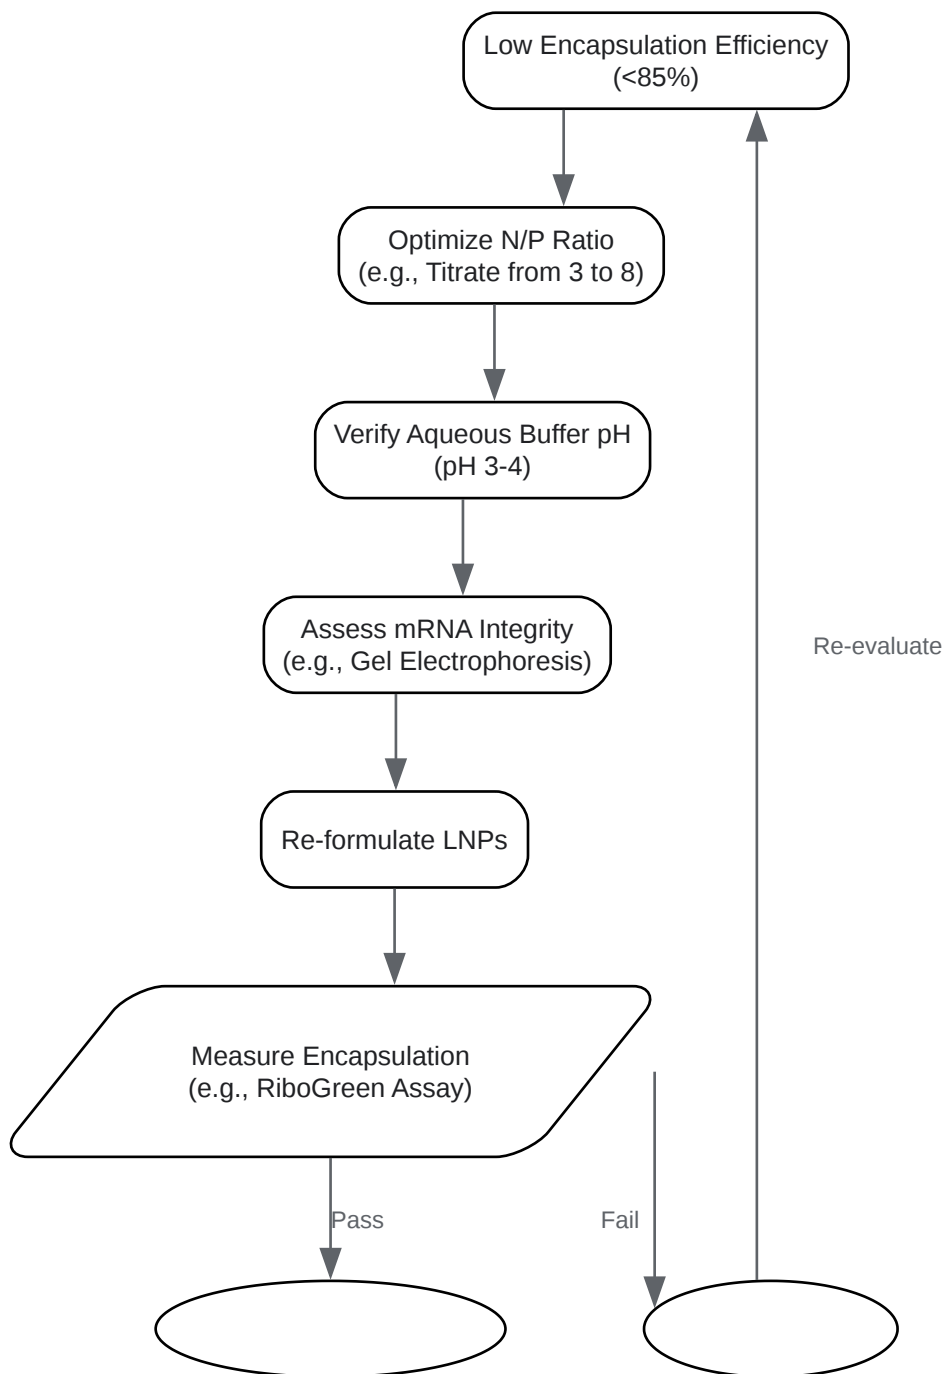 Low Encapsulation Efficiency
(<85%)
Optimize N/P Ratio
(e.g., Titrate from 3 to 8)
Verify Aqueous Buffer pH
(pH 3-4)
Assess mRNA Integrity
(e.g., Gel Electrophoresis)
Re-evaluate
Re-formulate LNPs
Measure Encapsulation
(e.g., RiboGreen Assay)
Pass
Fail